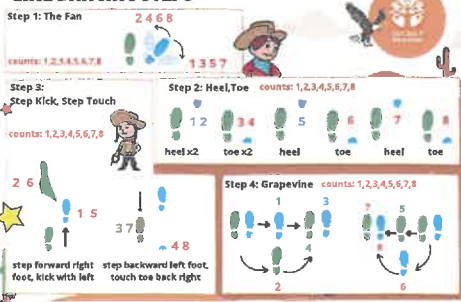 Step 1: The Fan
2 4 6 8
counts: 1,2,3,4,5,6,7,8
1 3 5 7
Step 3:
Step Kick, Step Touch
counts: 1,2,3,4,5,6,7,8
2 6
1 5
3 7
4 8
step forward right
foot, kick with left
step backward left foot,
touch toe back right
Step 2: Heel,Toe counts: 1,2,3,4,5,6,7,8
1 2
3 4
5
6
7
8
heel x2
toe x2
heel
toe
heel
toe
Step 4: Grapevine counts: 1,2,3,4,5,6,7,8
1
3
4
2
7
5
8
6